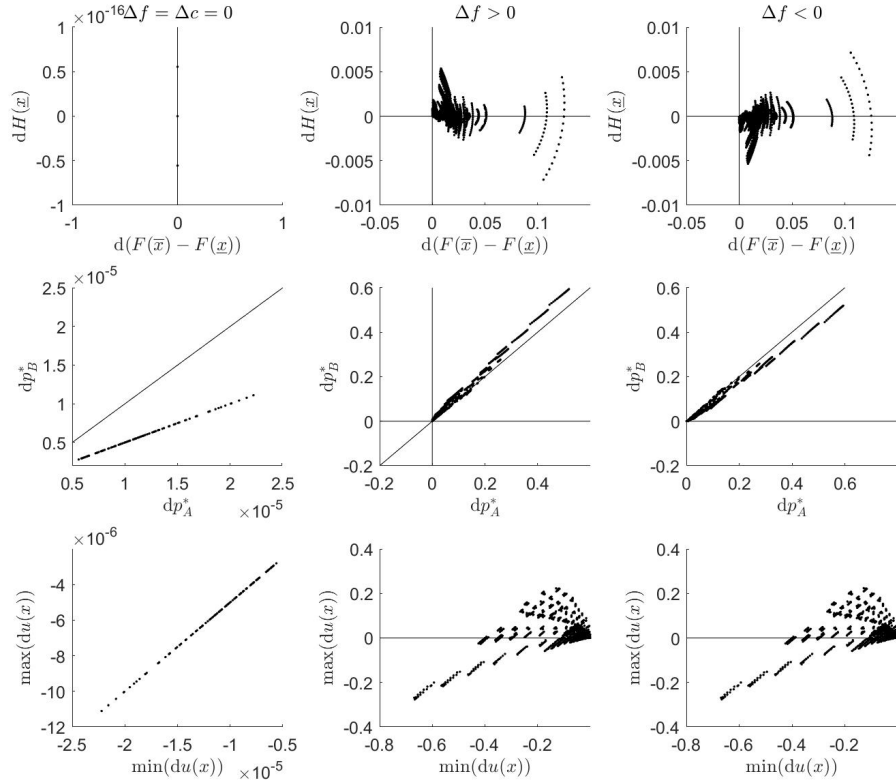 ×10⁻¹⁶ Δf = Δc = 0
Δf > 0
Δf < 0
1
0.5
0
-0.5
-1
dH(x̲)
-1 0 1
d(F(x̅) − F(x̲))
0.01
0.005
0
-0.005
-0.01
dH(x̲)
-0.05 0 0.05 0.1
d(F(x̅) − F(x̲))
0.01
0.005
0
-0.005
-0.01
dH(x̲)
-0.05 0 0.05 0.1
d(F(x̅) − F(x̲))
×10⁻⁵
2.5
2
1.5
1
0.5
dp*_B
0.5 1 1.5 2 2.5
dp*_A ×10⁻⁵
0.6
0.4
0.2
0
-0.2
dp*_B
-0.2 0 0.2 0.4
dp*_A
0.6
0.4
0.2
0
-0.2
dp*_B
0 0.2 0.4 0.6
dp*_A
×10⁻⁶
-4
-6
-8
-10
-12
max(du(x))
-2.5 -2 -1.5 -1 -0.5
min(du(x)) ×10⁻⁵
0.4
0.2
0
-0.2
-0.4
max(du(x))
-0.8 -0.6 -0.4 -0.2
min(du(x))
0.4
0.2
0
-0.2
-0.4
max(du(x))
-0.8 -0.6 -0.4 -0.2
min(du(x))